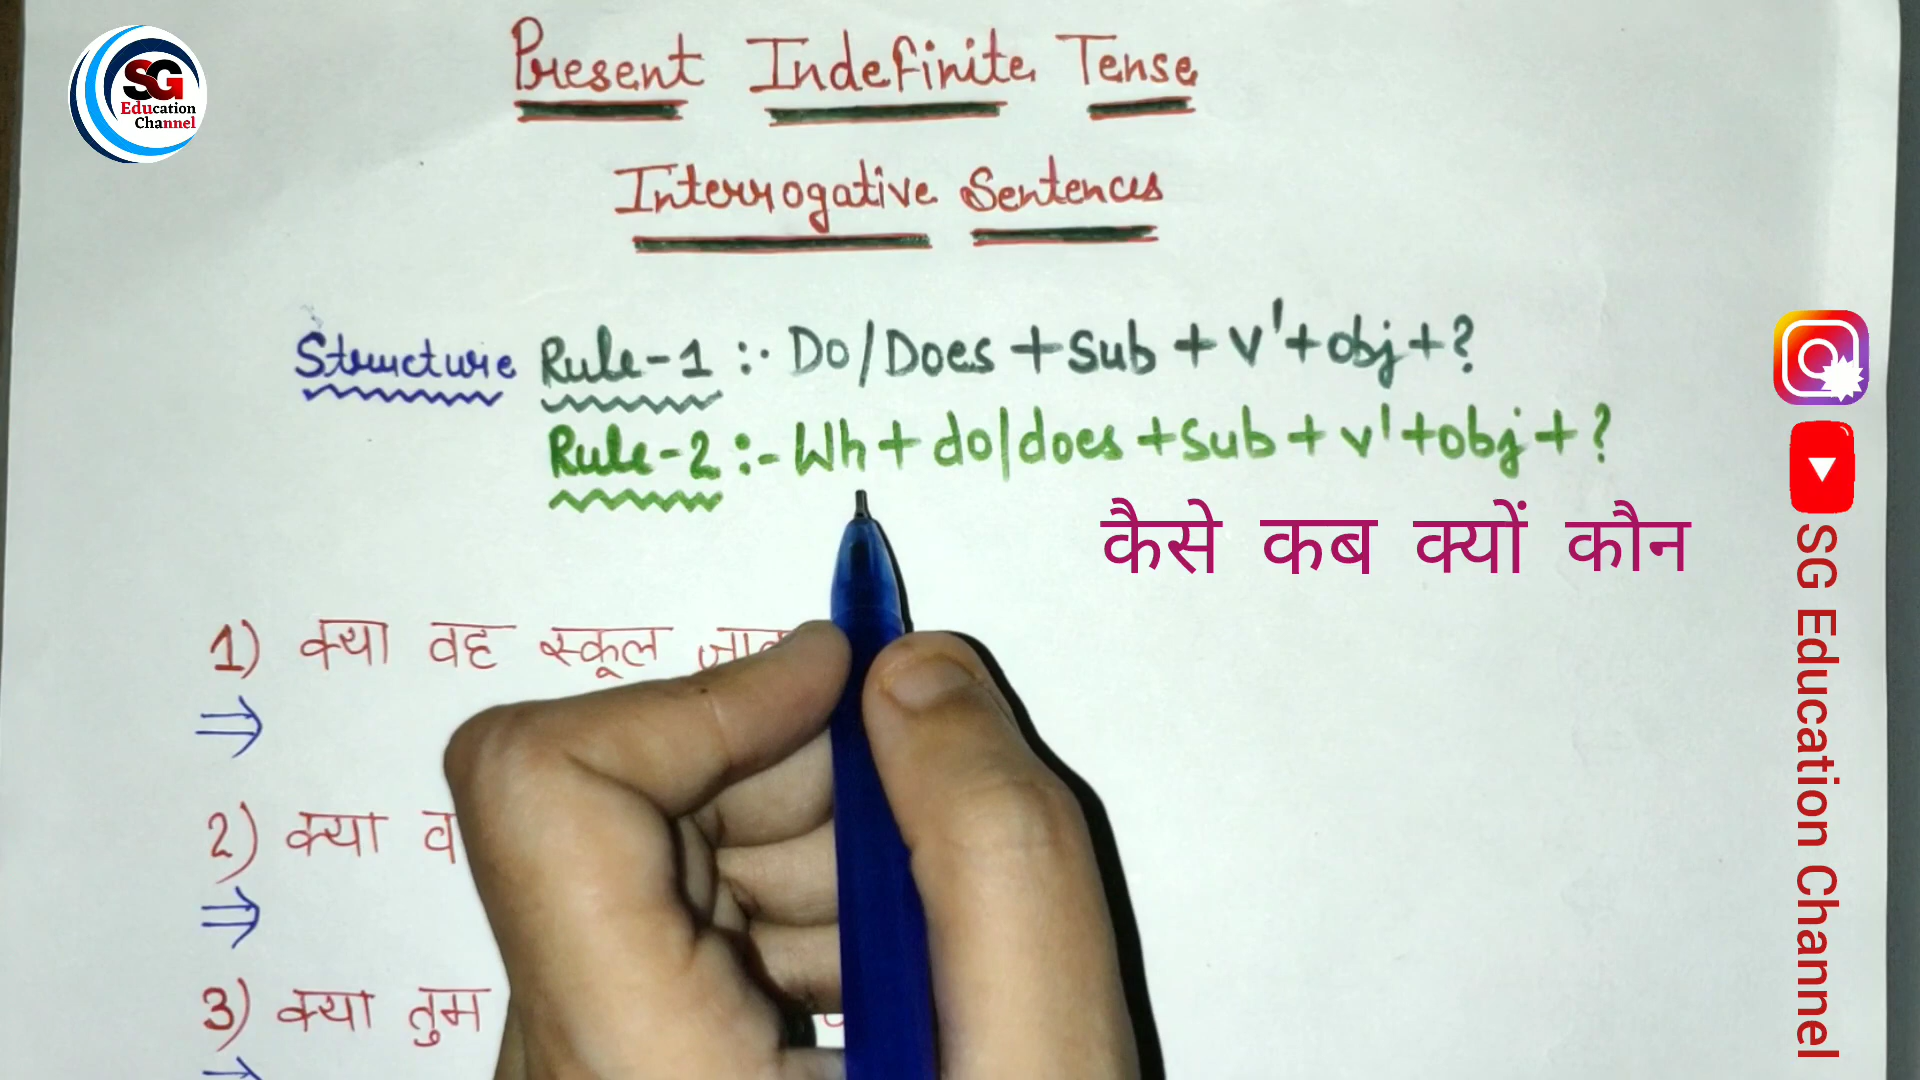 SG
Education
Channel
Present Indefinite Tense
Interrogative Sentences
Structure Rule-1 :- Do/Does + Sub + V¹ + obj + ?
Rule-2 :- Wh + do/does + Sub + v¹ + obj + ?
कैसे कब क्यों कौन
1) क्या वह स्कूल
⇒
2) क्या
⇒
3) क्या तुम
SG Education Channel